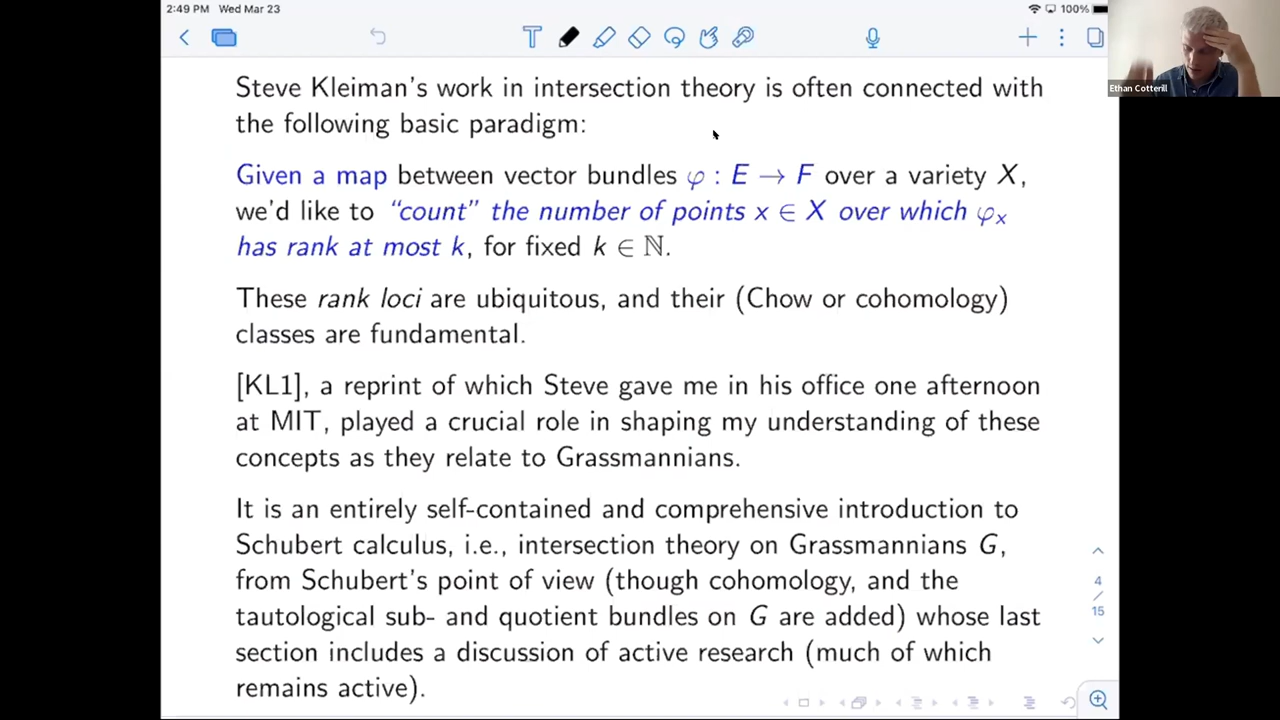 2:49 PM Wed Mar 23
100%
Ethan Cotterill
Steve Kleiman's work in intersection theory is often connected with
the following basic paradigm:
Given a map between vector bundles φ : E → F over a variety X,
we'd like to “count” the number of points x ∈ X over which φₓ
has rank at most k, for fixed k ∈ ℕ.
These rank loci are ubiquitous, and their (Chow or cohomology)
classes are fundamental.
[KL1], a reprint of which Steve gave me in his office one afternoon
at MIT, played a crucial role in shaping my understanding of these
concepts as they relate to Grassmannians.
It is an entirely self-contained and comprehensive introduction to
Schubert calculus, i.e., intersection theory on Grassmannians G,
from Schubert's point of view (though cohomology, and the
tautological sub- and quotient bundles on G are added) whose last
section includes a discussion of active research (much of which
remains active).
4
/
15